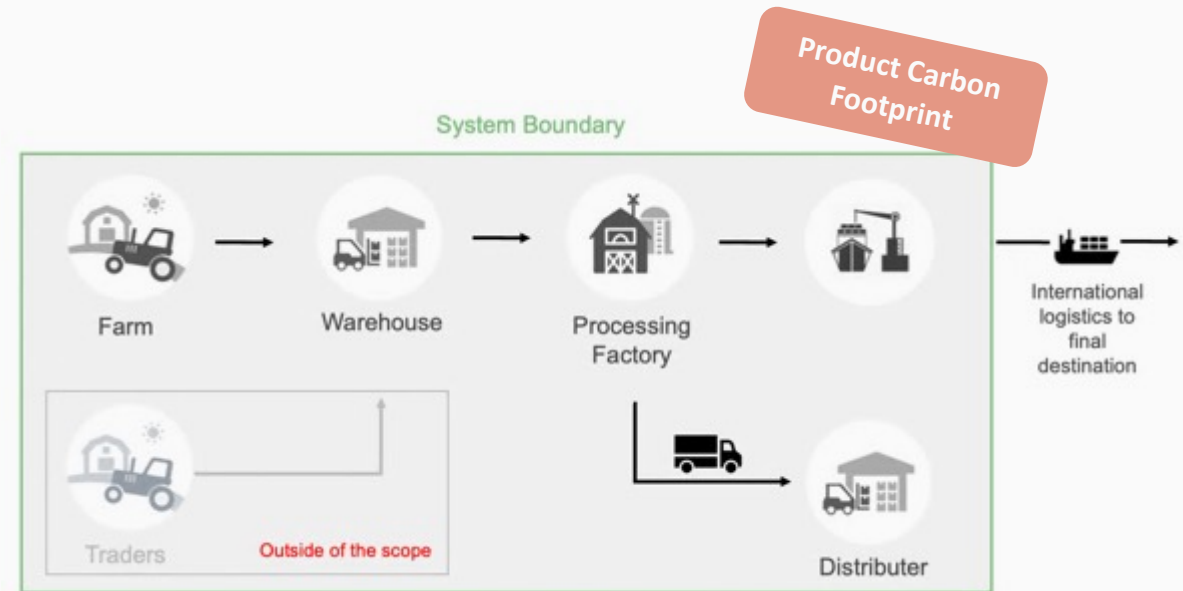 Product Carbon
Footprint
System Boundary
Farm
Warehouse
Processing
Factory
International
logistics to
final
destination
Traders
Outside of the scope
Distributer